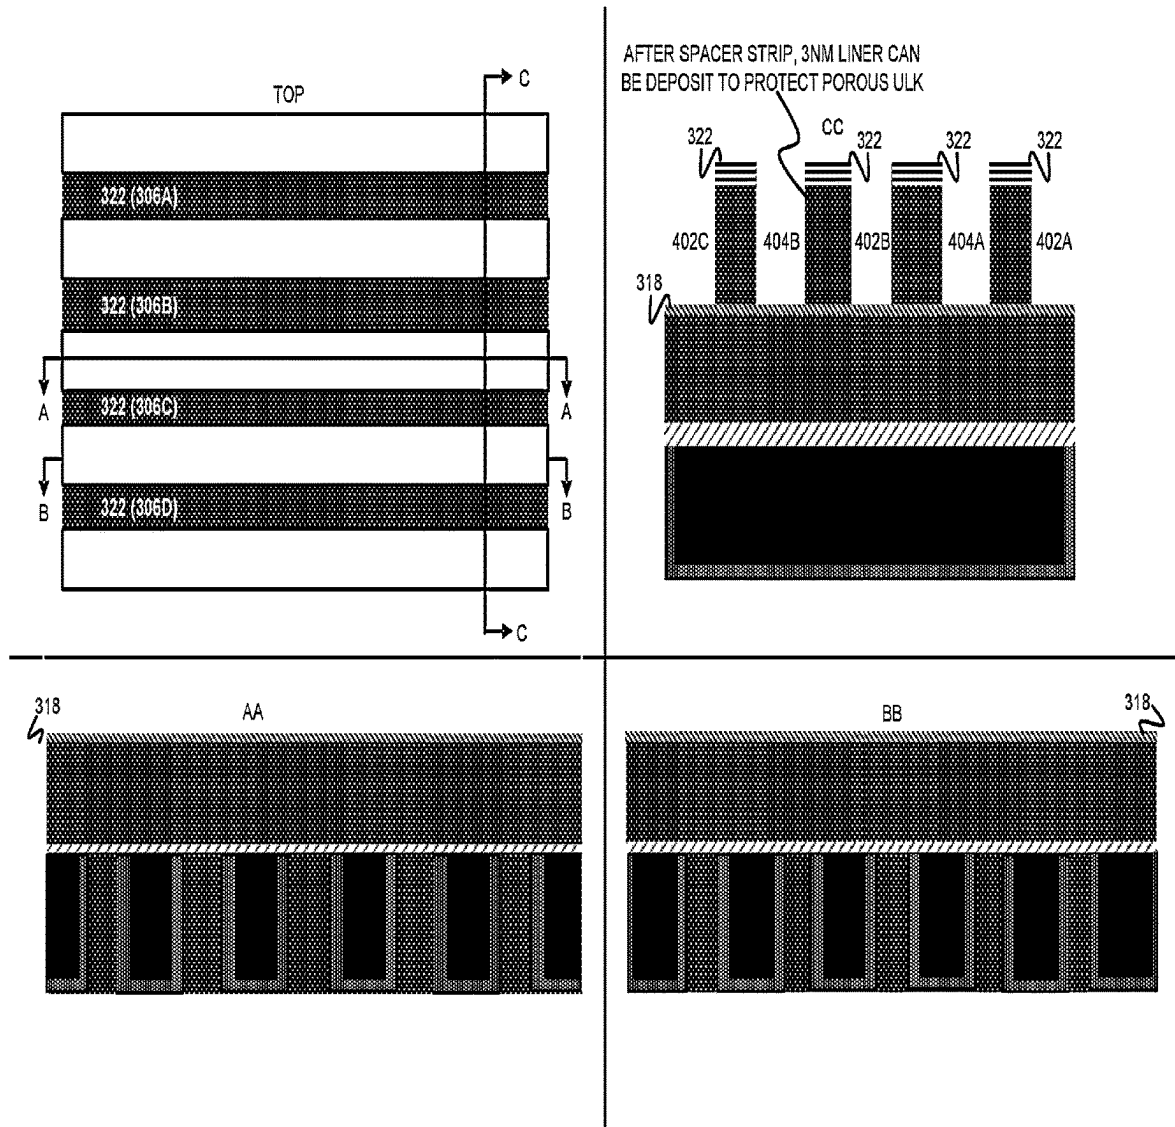 TOP
C
322 (306A)
322 (306B)
A
A
322 (306C)
B
B
322 (306D)
C
AFTER SPACER STRIP, 3NM LINER CAN
BE DEPOSIT TO PROTECT POROUS ULK
CC
322
322
322
322
402C
404B
402B
404A
402A
318
318
AA
BB
318